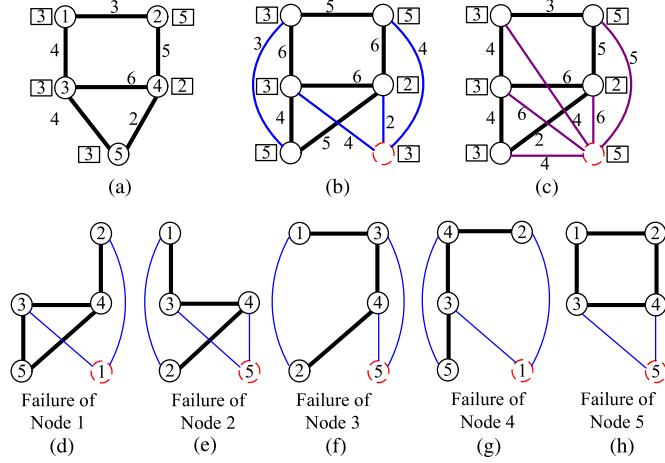 3 1 3 2 5
4 5
3 3 6 4 2
4 2
3 5
(a)
3 5 5
3 6 6 4
3 6 2
4 5 4 2
5 3
(b)
3 3 5
4 5 5
3 6 2
4 6 2 4 6
3 4 5
(c)
2
3 4
5 1
Failure of
Node 1
(d)
1
3 4
2 5
Failure of
Node 2
(e)
1 3
4
2 5
Failure of
Node 3
(f)
4 2
3
5 1
Failure of
Node 4
(g)
1 2
3 4
5
Failure of
Node 5
(h)